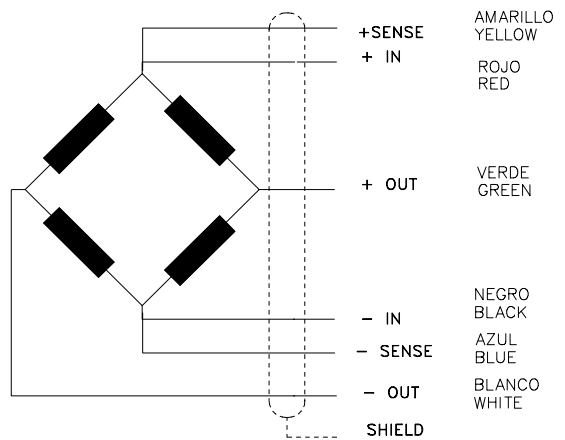 +SENSE AMARILLO
YELLOW
+ IN ROJO
RED
+ OUT VERDE
GREEN
− IN NEGRO
BLACK
− SENSE AZUL
BLUE
− OUT BLANCO
WHITE
SHIELD